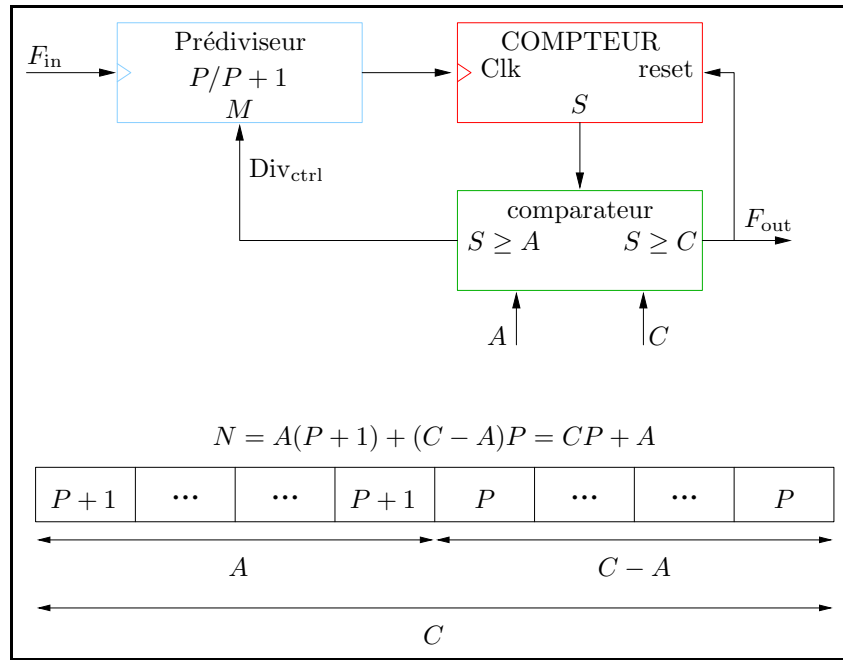 Prédiviseur
COMPTEUR
F_in
P/P + 1
Clk
reset
M
S
Div_ctrl
comparateur
F_out
S ≥ A
S ≥ C
A
C
N = A(P + 1) + (C − A)P = CP + A
P + 1 ... ... P + 1 P ... ... P
A
C − A
C